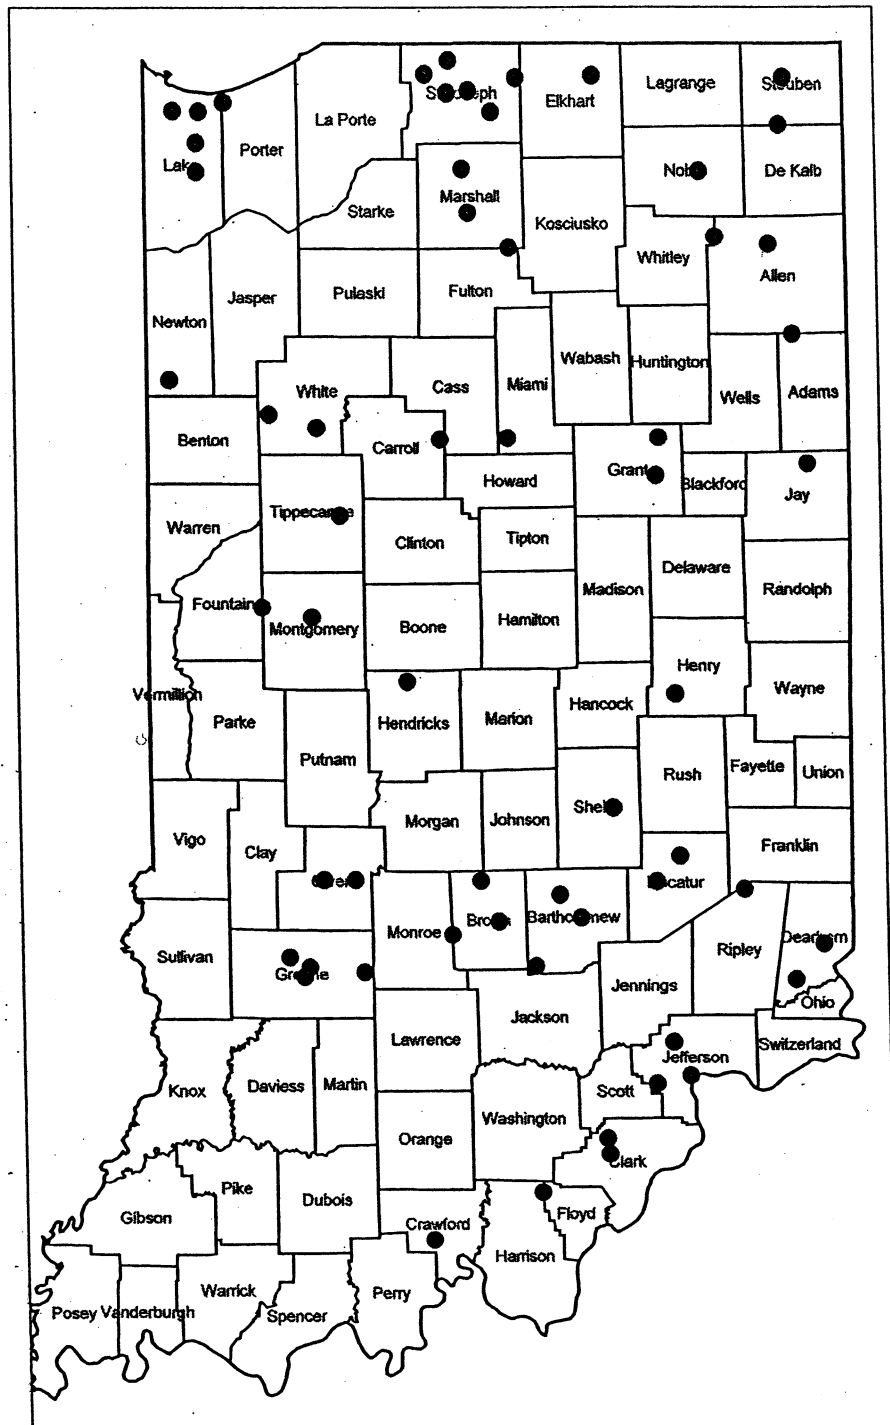 Lagrange
Steuben
St. Joseph
Elkhart
La Porte
Porter
Lake
Noble
De Kalb
Marshall
Starke
Kosciusko
Whitley
Allen
Jasper
Pulaski
Fulton
Newton
Wabash
Huntington
Miami
White
Cass
Wells
Adams
Benton
Carroll
Grant
Howard
Blackford
Jay
Tippecanoe
Warren
Clinton
Tipton
Delaware
Madison
Randolph
Fountain
Montgomery
Boone
Hamilton
Henry
Vermillion
Wayne
Parke
Hendricks
Marion
Hancock
Putnam
Rush
Fayette
Union
Shelby
Morgan
Johnson
Vigo
Clay
Franklin
Owen
Decatur
Monroe
Brown
Bartholomew
Dearborn
Ripley
Sullivan
Greene
Jennings
Ohio
Jackson
Lawrence
Switzerland
Jefferson
Knox
Daviess
Martin
Scott
Washington
Orange
Clark
Pike
Dubois
Gibson
Crawford
Floyd
Harrison
Warrick
Perry
Posey
Vanderburgh
Spencer